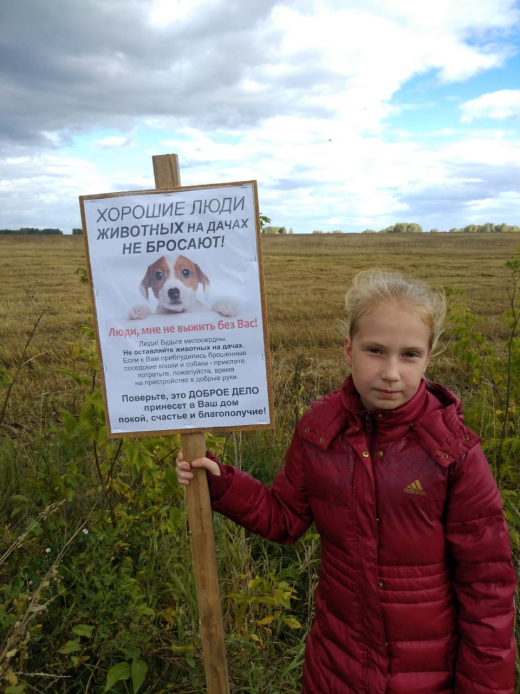 ХОРОШИЕ ЛЮДИ
ЖИВОТНЫХ НА ДАЧАХ
НЕ БРОСАЮТ!
Люди, мне не выжить без Вас!
Люди! Будьте милосердны.
Не оставляйте животных на дачах.
Если к Вам приблудились брошенные
соседские кошки и собаки - приютите,
потратьте, пожалуйста, время
на пристройство в добрые руки.
Поверьте, это ДОБРОЕ ДЕЛО
принесет в Ваш дом
покой, счастье и благополучие!
adidas